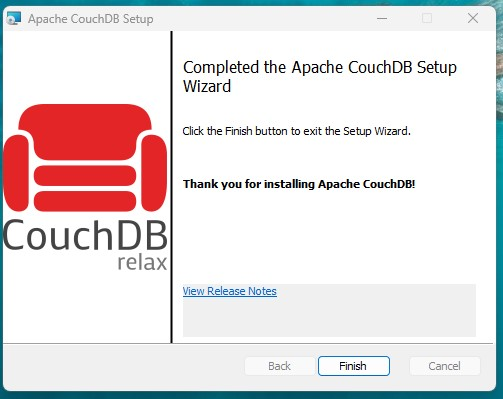 Apache CouchDB Setup
Completed the Apache CouchDB Setup
Wizard
Click the Finish button to exit the Setup Wizard.
Thank you for installing Apache CouchDB!
CouchDB
relax
View Release Notes
Back
Finish
Cancel